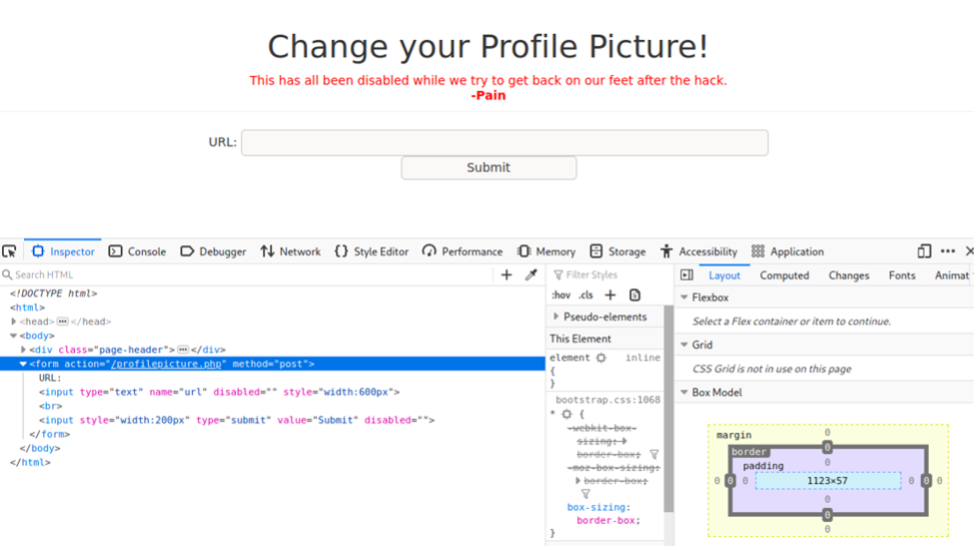 Change your Profile Picture!
This has all been disabled while we try to get back on our feet after the hack.
-Pain
URL:
Submit
Inspector Console Debugger Network {} Style Editor Performance Memory Storage Accessibility Application
Search HTML
<!DOCTYPE html>
<html>
<head> </head>
<body>
<div class="page-header"> </div>
<form action="/profilepicture.php" method="post">
URL:
<input type="text" name="url" disabled="" style="width:600px">
<br>
<input style="width:200px" type="submit" value="Submit" disabled="">
</form>
</body>
</html>
Filter Styles
:hov .cls +
Pseudo-elements
This Element
element inline
{
}
bootstrap.css:1068
* {
-webkit-box-
sizing:
border-box;
-moz-box-sizing:
border-box;
box-sizing:
border-box;
}
Layout Computed Changes Fonts Animat
Flexbox
Select a Flex container or item to continue.
Grid
CSS Grid is not in use on this page
Box Model
margin 0
border 0
padding 0
0 0 0 1123×57 0 0 0
0
0
0